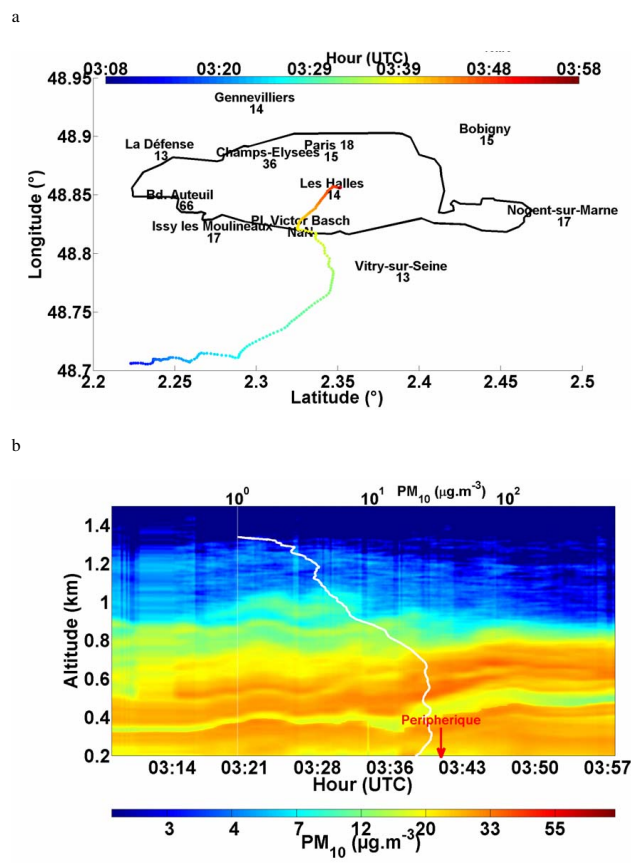 a
Hour (UTC)
03:08 03:20 03:29 03:39 03:48 03:58
48.95
Gennevilliers
14
48.9
Bobigny
15
La Défense
13
Paris 18
15
Champs-Elysees
36
48.85
Les Halles
14
Bd. Auteuil
66
Nogent-sur-Marne
17
Pl. Victor Basch
NaN
Issy les Moulineaux
17
48.8
Vitry-sur-Seine
13
48.75
48.7
Longitude (°)
2.2 2.25 2.3 2.35 2.4 2.45 2.5
Latitude (°)
b
10⁰ 10¹ PM₁₀ (µg.m⁻³) 10²
1.4
1.2
1
0.8
0.6
0.4
0.2
Altitude (km)
Peripherique
03:14 03:21 03:28 03:36 03:43 03:50 03:57
Hour (UTC)
3 4 7 12 20 33 55
PM₁₀ (µg.m⁻³)